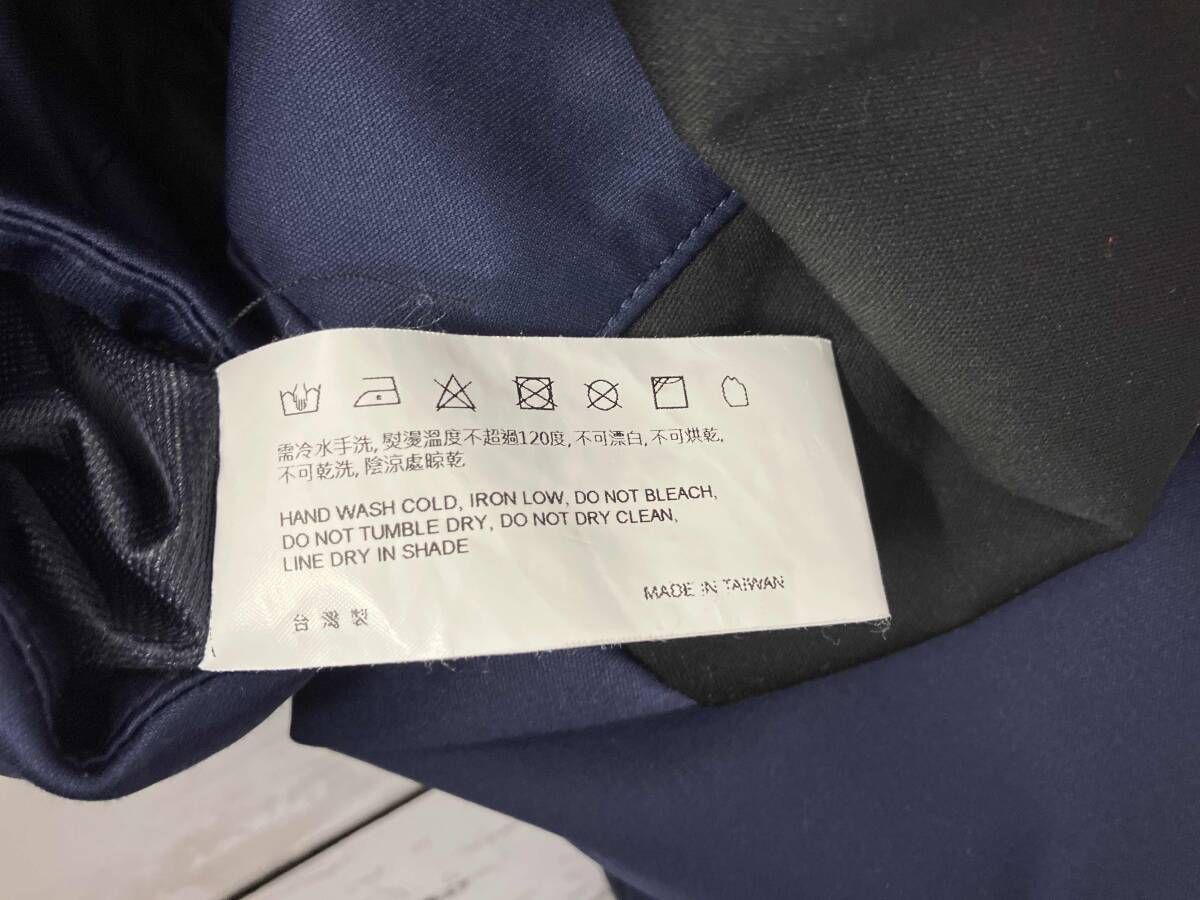 需冷水手洗, 熨燙溫度不超過120度, 不可漂白, 不可烘乾,
不可乾洗, 陰涼處晾乾
HAND WASH COLD, IRON LOW, DO NOT BLEACH,
DO NOT TUMBLE DRY, DO NOT DRY CLEAN,
LINE DRY IN SHADE
MADE IN TAIWAN
台灣製